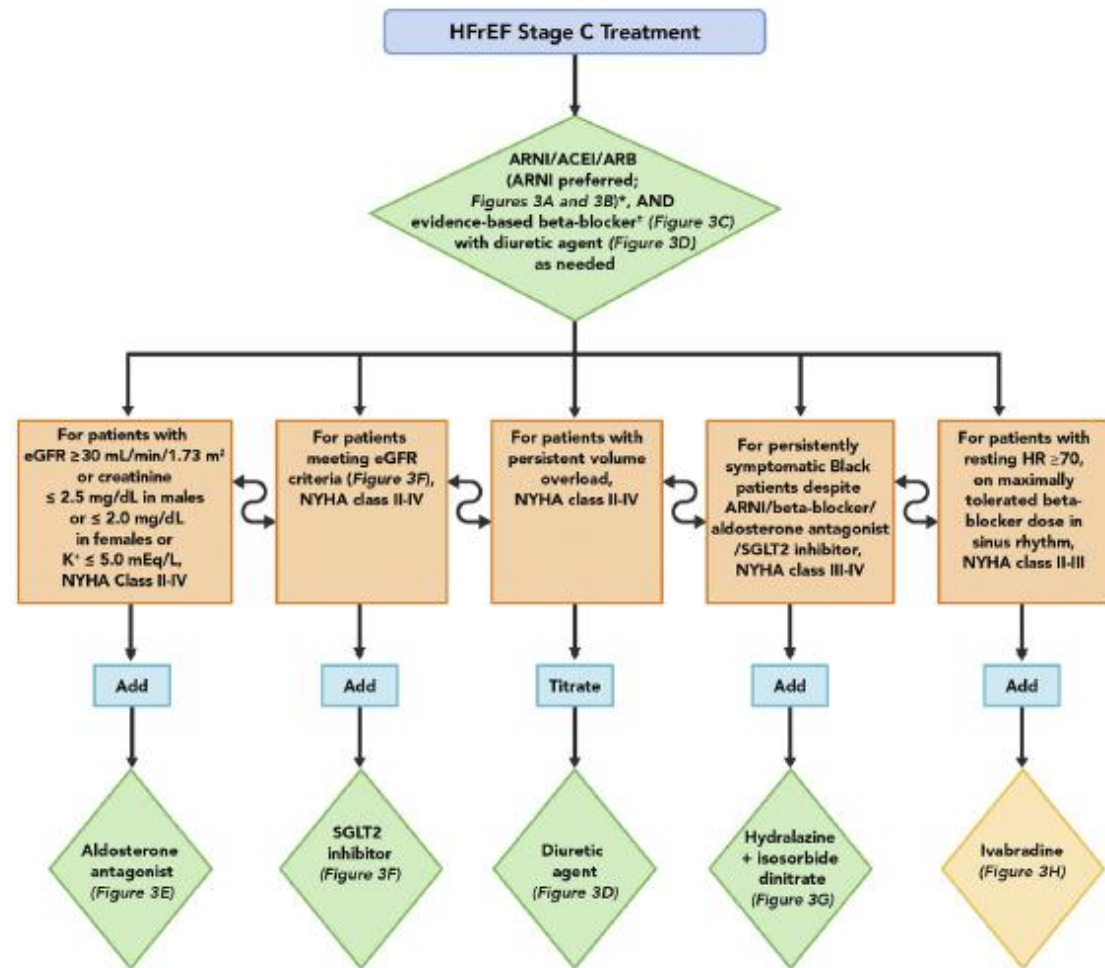 HFrEF Stage C Treatment
ARNI/ACEI/ARB
(ARNI preferred;
Figures 3A and 3B)*, AND
evidence-based beta-blocker† (Figure 3C)
with diuretic agent (Figure 3D)
as needed
For patients with
eGFR ≥30 mL/min/1.73 m²
or creatinine
≤ 2.5 mg/dL in males
or ≤ 2.0 mg/dL
in females or
K⁺ ≤ 5.0 mEq/L,
NYHA Class II-IV
For patients
meeting eGFR
criteria (Figure 3F),
NYHA class II-IV
For patients with
persistent volume
overload,
NYHA class II-IV
For persistently
symptomatic Black
patients despite
ARNI/beta-blocker/
aldosterone antagonist
/SGLT2 inhibitor,
NYHA class III-IV
For patients with
resting HR ≥70,
on maximally
tolerated beta-
blocker dose in
sinus rhythm,
NYHA class II-III
Add
Add
Titrate
Add
Add
Aldosterone
antagonist
(Figure 3E)
SGLT2
inhibitor
(Figure 3F)
Diuretic
agent
(Figure 3D)
Hydralazine
+ isosorbide
dinitrate
(Figure 3G)
Ivabradine
(Figure 3H)